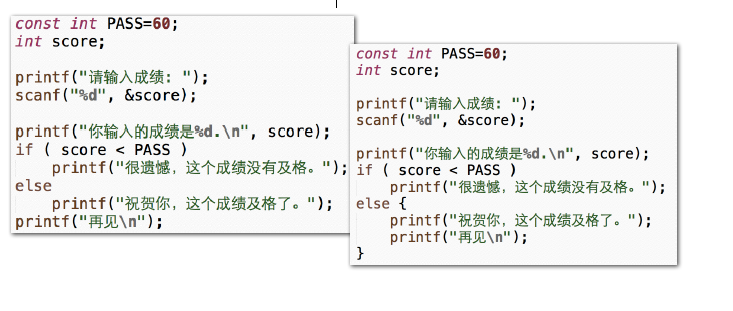 const int PASS=60;
int score;
printf("请输入成绩: ");
scanf("%d", &score);
printf("你输入的成绩是%d.\n", score);
if ( score < PASS )
    printf("很遗憾，这个成绩没有及格。");
else
    printf("祝贺你，这个成绩及格了。");
printf("再见\n");
const int PASS=60;
int score;
printf("请输入成绩: ");
scanf("%d", &score);
printf("你输入的成绩是%d.\n", score);
if ( score < PASS )
    printf("很遗憾，这个成绩没有及格。");
else {
    printf("祝贺你，这个成绩及格了。");
    printf("再见\n");
}